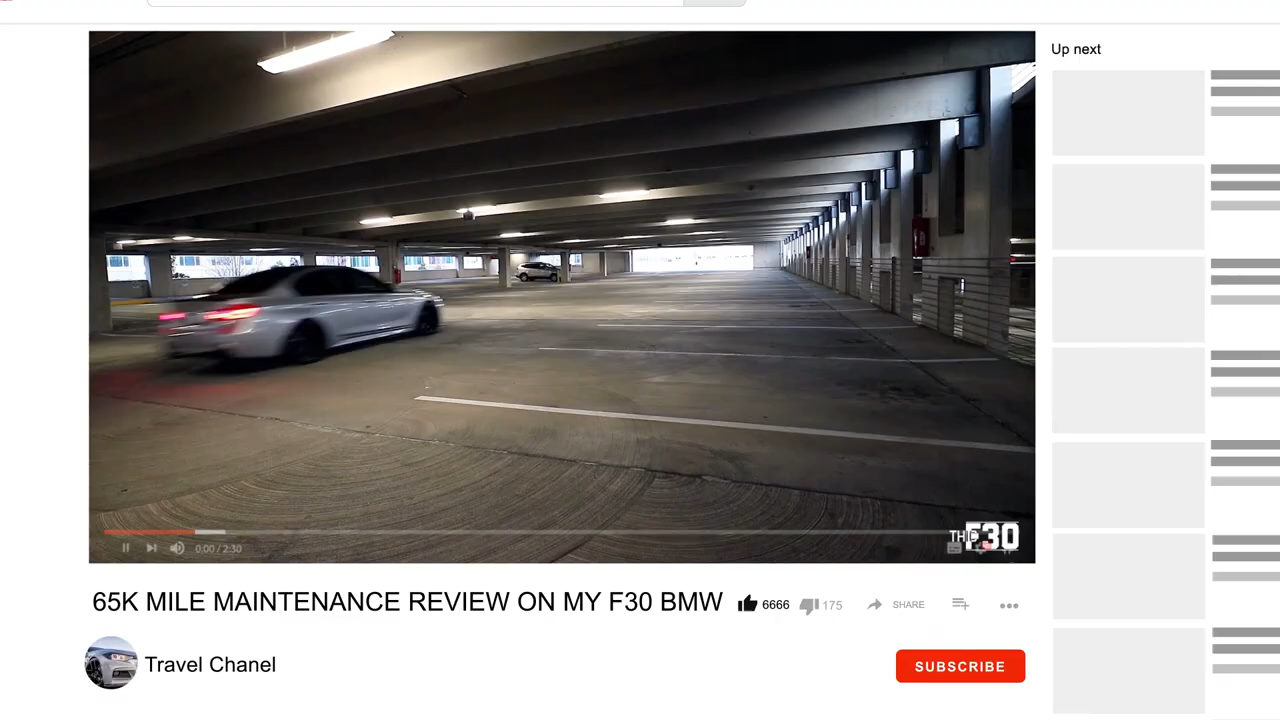 Up next
THIC F30
0:00 / 2:30
65K MILE MAINTENANCE REVIEW ON MY F30 BMW
6666
175
SHARE
Travel Chanel
SUBSCRIBE